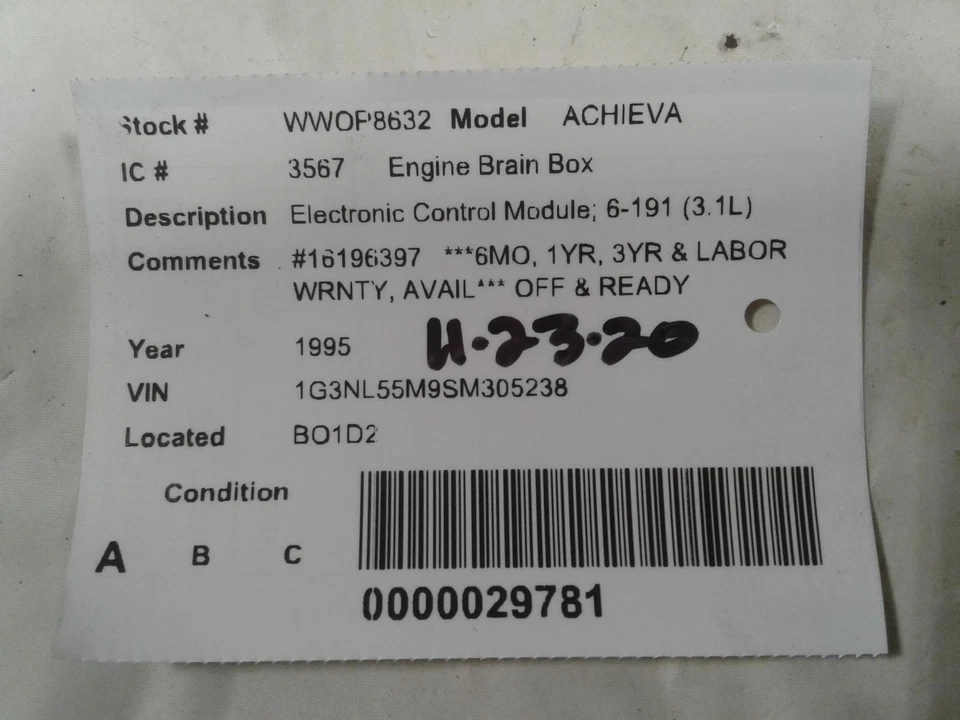 Stock # WWOP8632 Model ACHIEVA
IC # 3567 Engine Brain Box
Description Electronic Control Module; 6-191 (3.1L)
Comments #16196397 ***6MO, 1YR, 3YR & LABOR
WRNTY, AVAIL*** OFF & READY
Year 1995 11-23-20
VIN 1G3NL55M9SM305238
Located BO1D2
Condition
A B C
0000029781